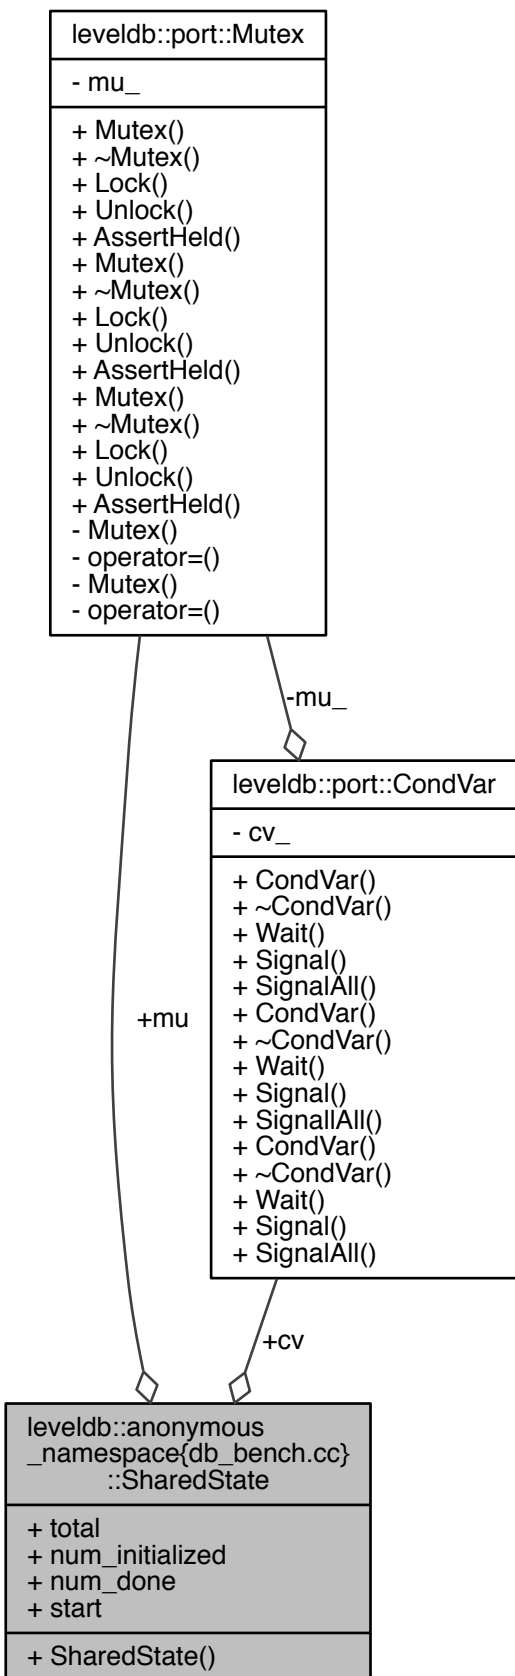 leveldb::port::Mutex
- mu_
+ Mutex()
+ ~Mutex()
+ Lock()
+ Unlock()
+ AssertHeld()
+ Mutex()
+ ~Mutex()
+ Lock()
+ Unlock()
+ AssertHeld()
+ Mutex()
+ ~Mutex()
+ Lock()
+ Unlock()
+ AssertHeld()
- Mutex()
- operator=()
- Mutex()
- operator=()
-mu_
leveldb::port::CondVar
- cv_
+ CondVar()
+ ~CondVar()
+ Wait()
+ Signal()
+ SignalAll()
+ CondVar()
+ ~CondVar()
+ Wait()
+ Signal()
+ SignallAll()
+ CondVar()
+ ~CondVar()
+ Wait()
+ Signal()
+ SignalAll()
+mu
+cv
leveldb::anonymous
_namespace{db_bench.cc}
::SharedState
+ total
+ num_initialized
+ num_done
+ start
+ SharedState()